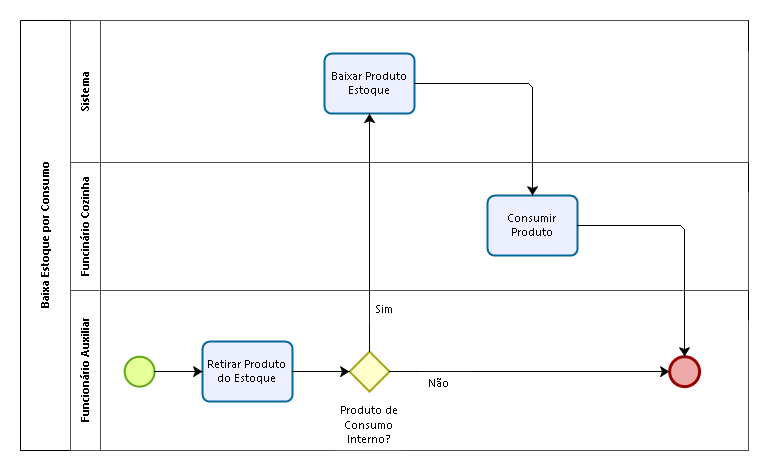 Baixa Estoque por Consumo
Sistema
Baixar Produto
Estoque
Funcinário Cozinha
Consumir
Produto
Funcionário Auxiliar
Retirar Produto
do Estoque
Produto de
Consumo
Interno?
Sim
Não